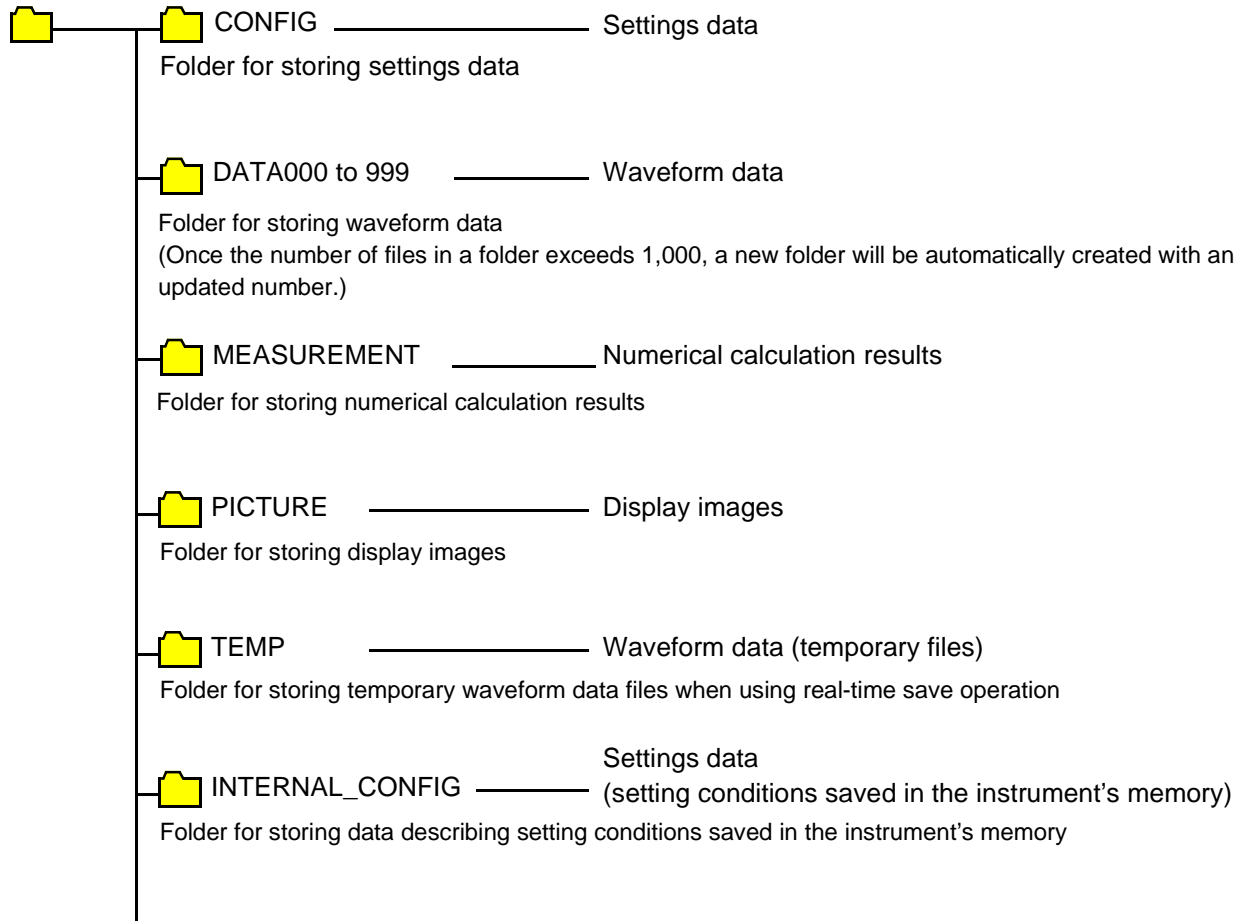 CONFIG Settings data
Folder for storing settings data
DATA000 to 999 Waveform data
Folder for storing waveform data
(Once the number of files in a folder exceeds 1,000, a new folder will be automatically created with an
updated number.)
MEASUREMENT Numerical calculation results
Folder for storing numerical calculation results
PICTURE Display images
Folder for storing display images
TEMP Waveform data (temporary files)
Folder for storing temporary waveform data files when using real-time save operation
INTERNAL_CONFIG Settings data
(setting conditions saved in the instrument's memory)
Folder for storing data describing setting conditions saved in the instrument's memory